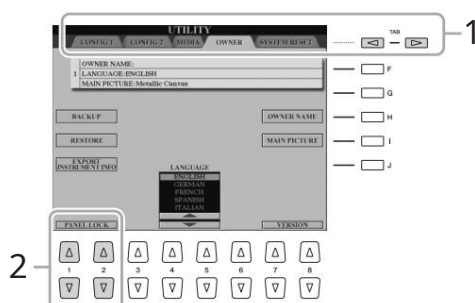 UTILITY
CONFIG 1 CONFIG 2 MEDIA OWNER SYSTEM RESET
TAB
1
OWNER NAME:
1 LANGUAGE:ENGLISH
MAIN PICTURE:Metallic Canvas
F
G
BACKUP OWNER NAME H
RESTORE MAIN PICTURE I
EXPORT
INSTRUMENT INFO
J
LANGUAGE
ENGLISH
GERMAN
FRENCH
SPANISH
ITALIAN
PANEL LOCK VERSION
2
1 2 3 4 5 6 7 8